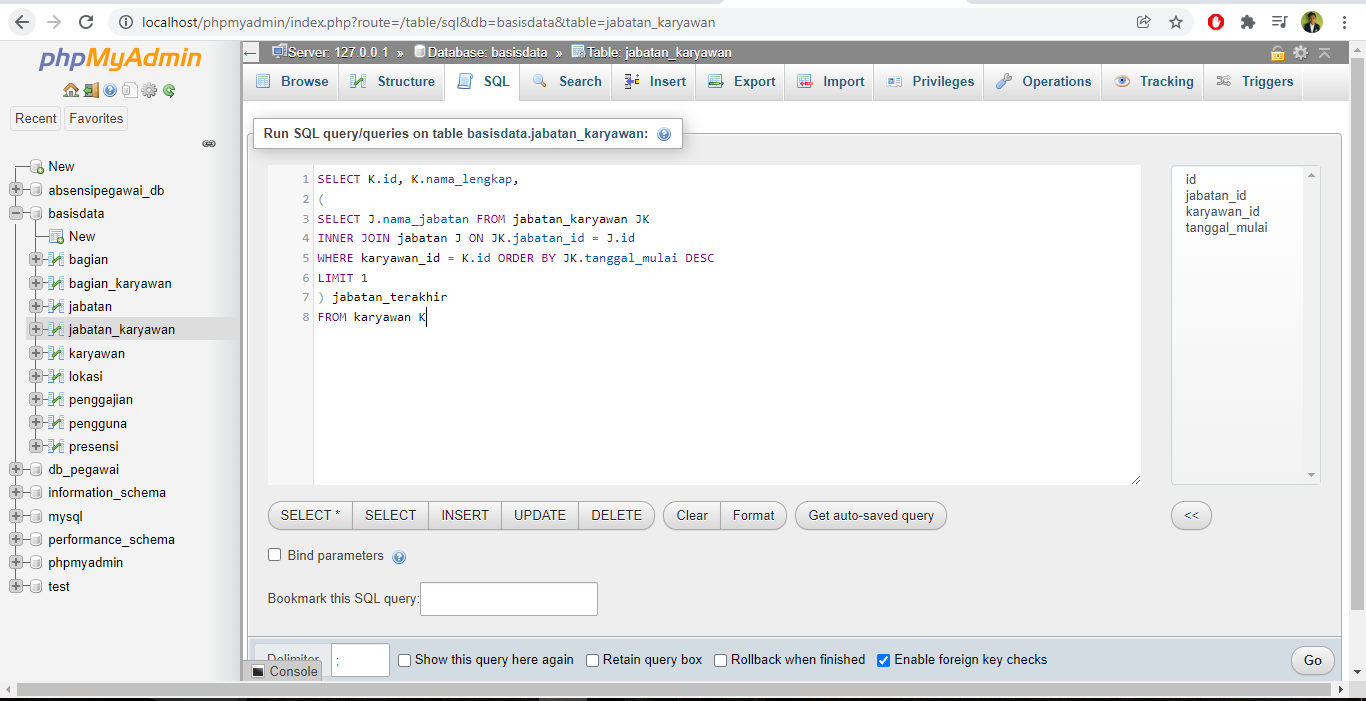 localhost/phpmyadmin/index.php?route=/table/sql&db=basisdata&table=jabatan_karyawan
phpMyAdmin
Recent Favorites
New
absensipegawai_db
basisdata
New
bagian
bagian_karyawan
jabatan
jabatan_karyawan
karyawan
lokasi
penggajian
pengguna
presensi
db_pegawai
information_schema
mysql
performance_schema
phpmyadmin
test
Server: 127.0.0.1 » Database: basisdata » Table: jabatan_karyawan
Browse Structure SQL Search Insert Export Import Privileges Operations Tracking Triggers
Run SQL query/queries on table basisdata.jabatan_karyawan:
1 SELECT K.id, K.nama_lengkap,
2 (
3 SELECT J.nama_jabatan FROM jabatan_karyawan JK
4 INNER JOIN jabatan J ON JK.jabatan_id = J.id
5 WHERE karyawan_id = K.id ORDER BY JK.tanggal_mulai DESC
6 LIMIT 1
7 ) jabatan_terakhir
8 FROM karyawan K
id
jabatan_id
karyawan_id
tanggal_mulai
SELECT * SELECT INSERT UPDATE DELETE Clear Format Get auto-saved query <<
Bind parameters
Bookmark this SQL query:
Delimiter ; Show this query here again Retain query box Rollback when finished Enable foreign key checks Go
Console